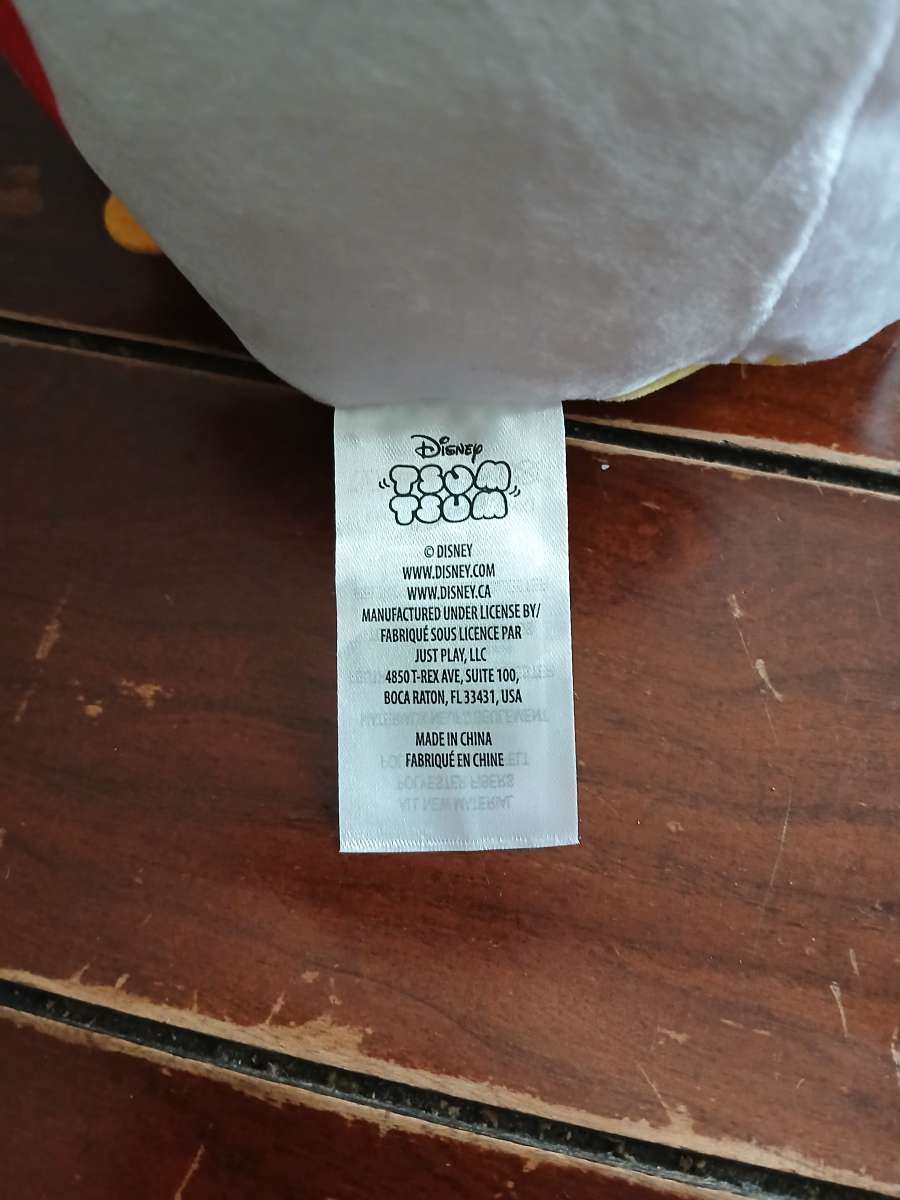 Disney
TSUM
TSUM
© DISNEY
WWW.DISNEY.COM
WWW.DISNEY.CA
MANUFACTURED UNDER LICENSE BY/
FABRIQUÉ SOUS LICENCE PAR
JUST PLAY, LLC
4850 T-REX AVE, SUITE 100,
BOCA RATON, FL 33431, USA
MADE IN CHINA
FABRIQUÉ EN CHINE